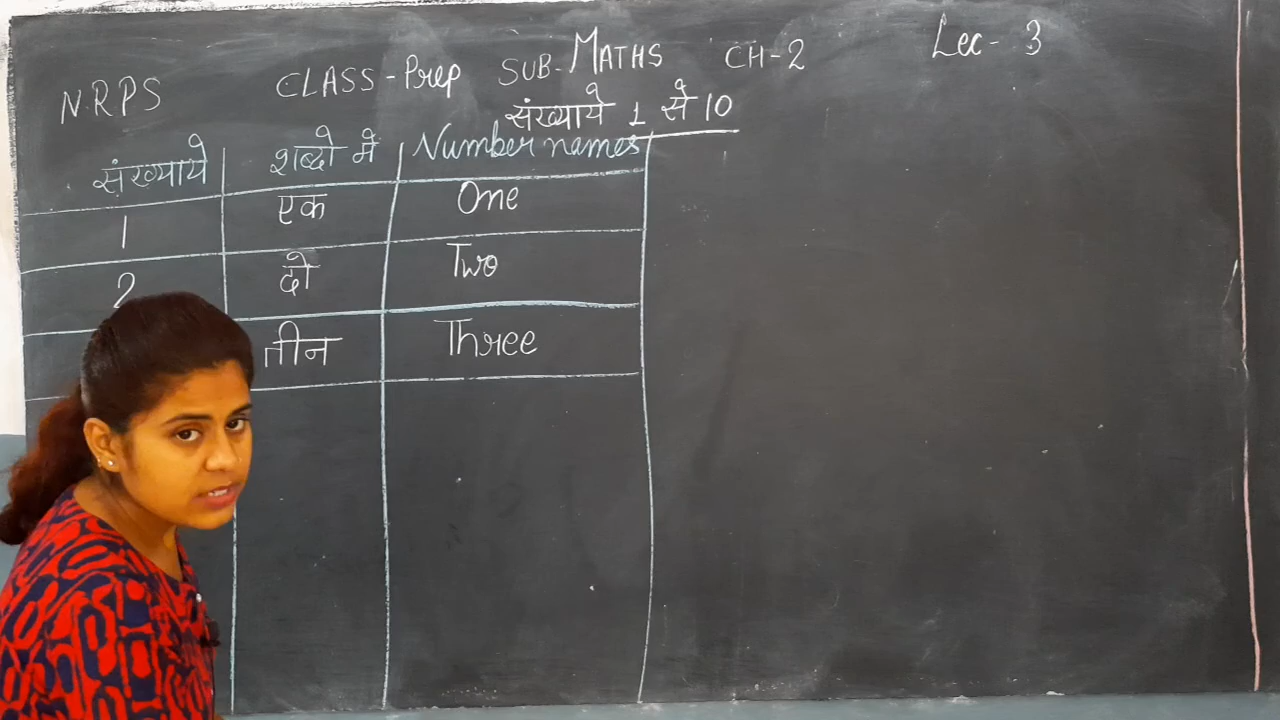 N.R.P.S CLASS-Prep SUB-MATHS CH-2 Lec-3
संख्याये 1 से 10
संख्याये शब्दो मे Number names
1 एक One
2 दो Two
तीन Three